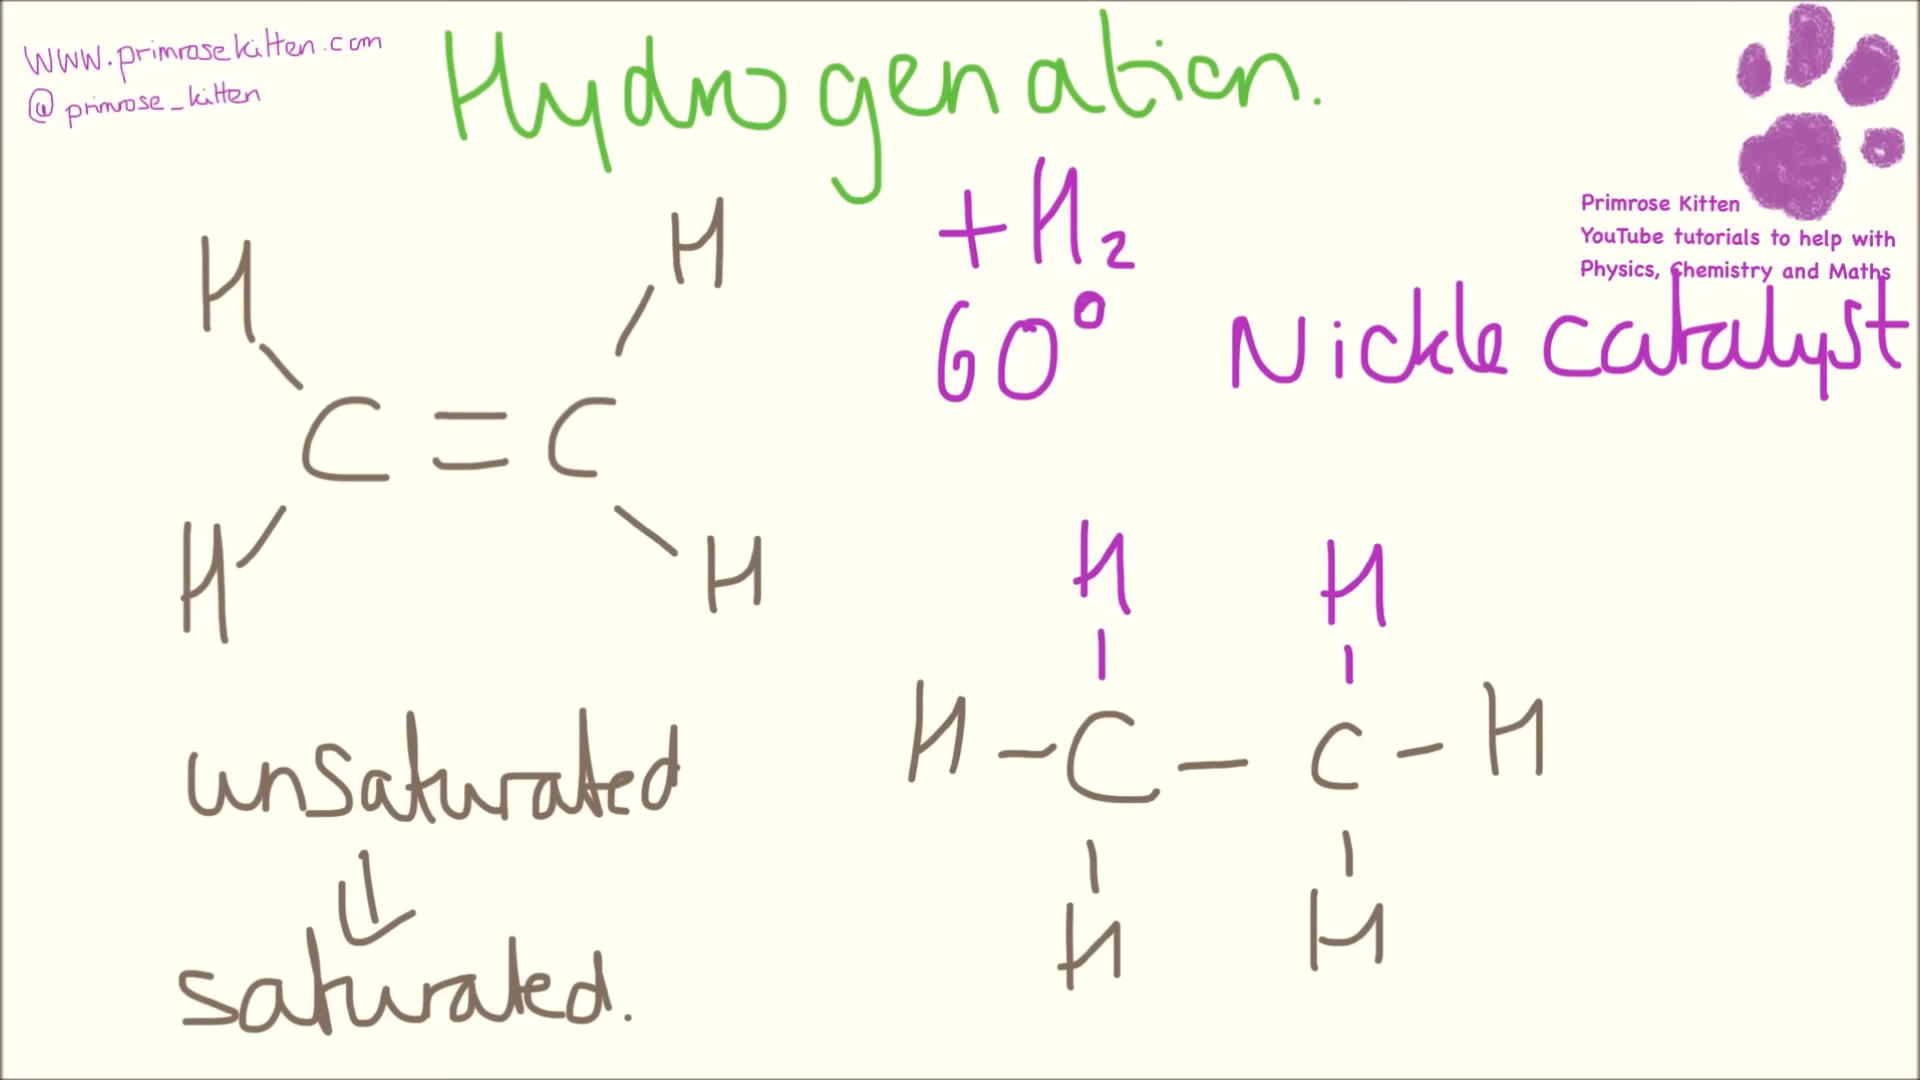 www.primrosekitten.com
@primrose_kitten
Hydrogenation.
Primrose Kitten
YouTube tutorials to help with
Physics, Chemistry and Maths
+H₂
60° Nickle catalyst
H H
C = C
H H
H H
H - C - C - H
H H
unsaturated
saturated.